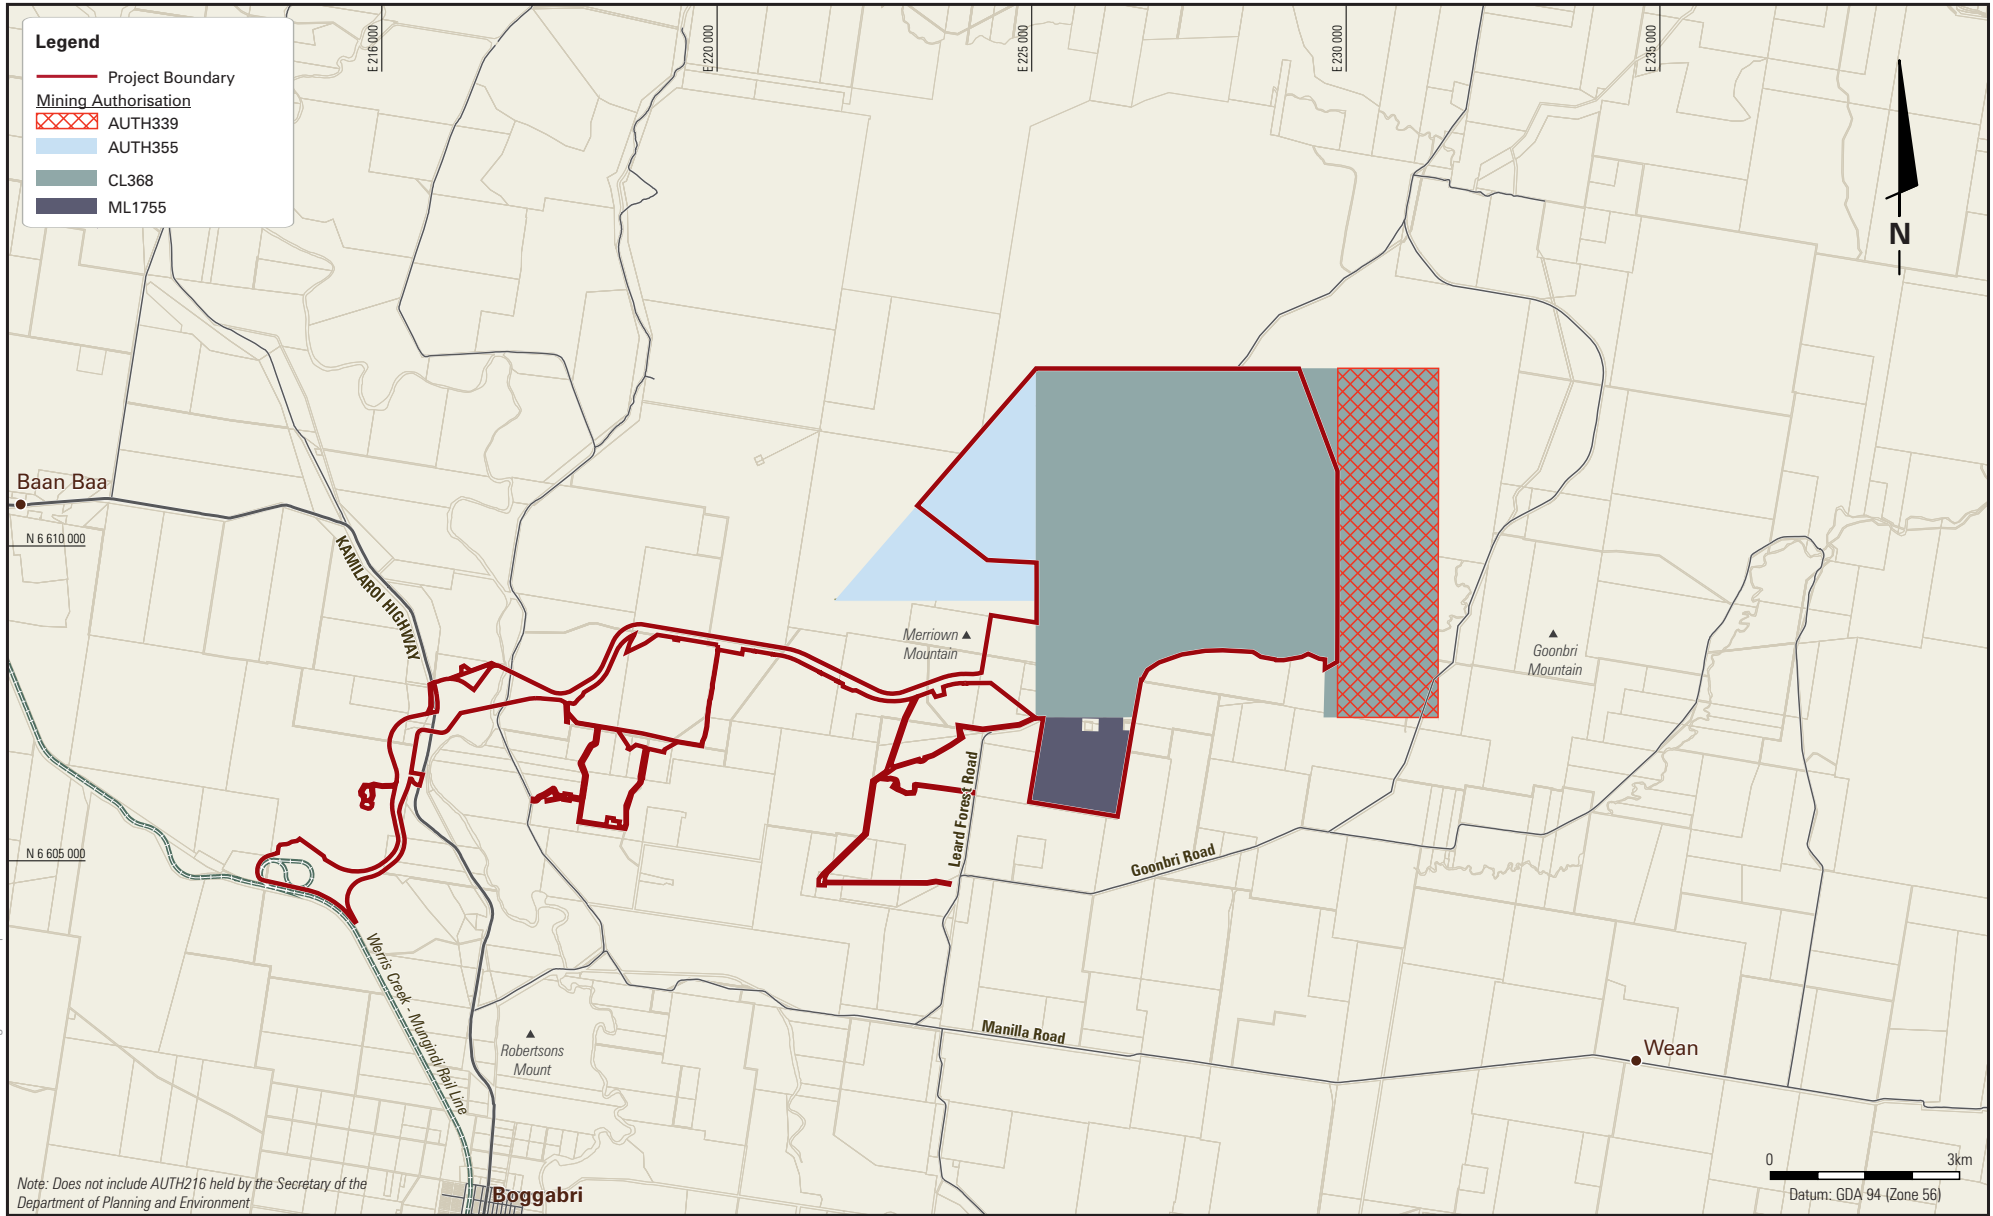 Legend
Project Boundary
Mining Authorisation
AUTH339
AUTH355
CL368
ML1755
E 216 000
E 220 000
E 225 000
E 230 000
E 235 000
N
Baan Baa
N 6 610 000
KAMILAROI HIGHWAY
Merriown
Mountain
Goonbri
Mountain
Leard Forest Road
N 6 605 000
Goonbri Road
Werris Creek - Mungindi Rail Line
Manilla Road
Robertsons
Mount
Wean
0 3km
Datum: GDA 94 (Zone 56)
Note: Does not include AUTH216 held by the Secretary of the
Department of Planning and Environment
Boggabri